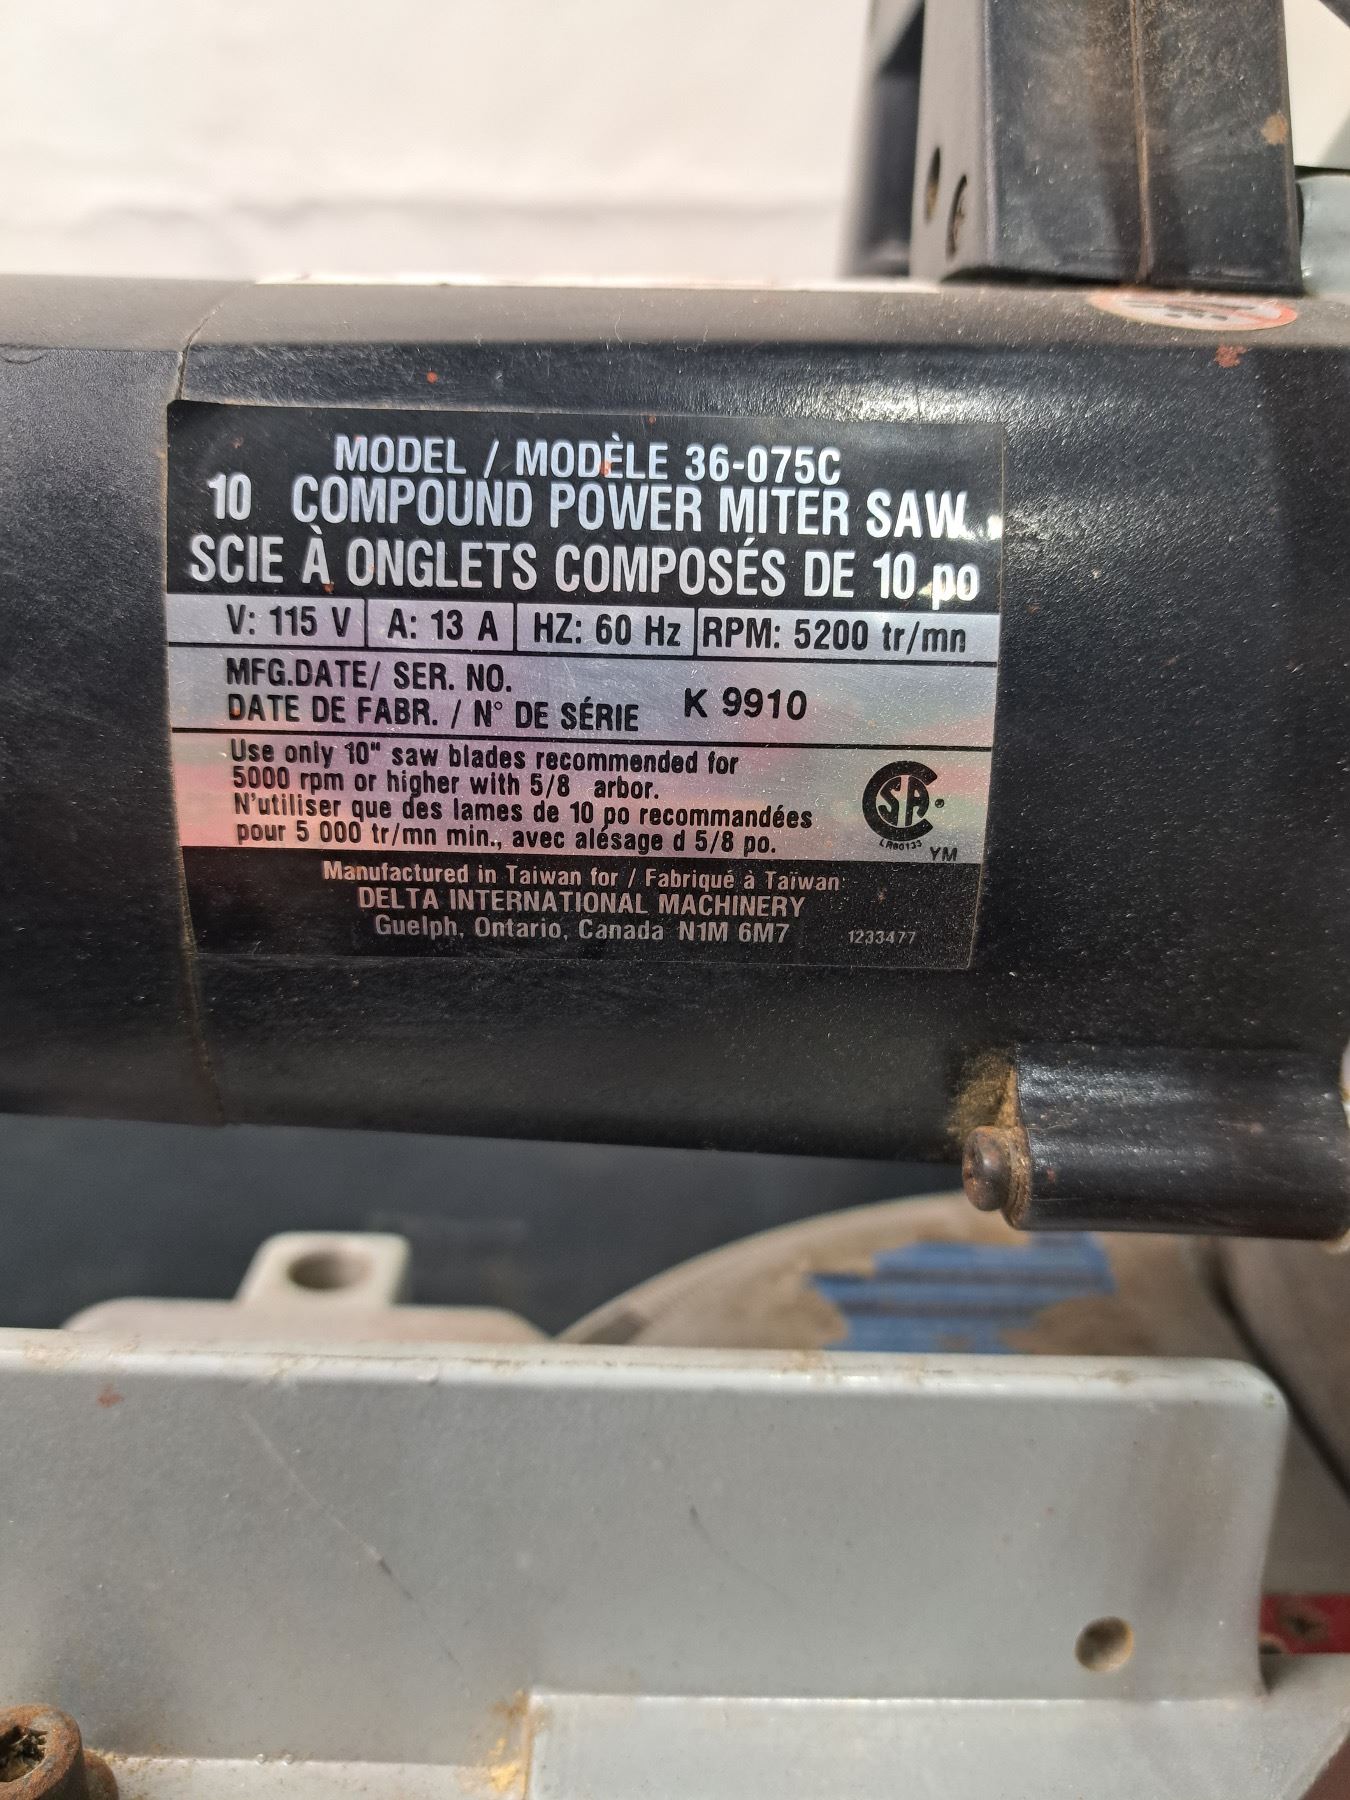 MODEL / MODÈLE 36-075C
10 COMPOUND POWER MITER SAW
SCIE À ONGLETS COMPOSÉS DE 10 po
V: 115 V A: 13 A HZ: 60 Hz RPM: 5200 tr/mn
MFG.DATE/ SER. NO.
DATE DE FABR. / N° DE SÉRIE K 9910
Use only 10" saw blades recommended for
5000 rpm or higher with 5/8 arbor.
N'utiliser que des lames de 10 po recommandées
pour 5 000 tr/mn min., avec alésage d 5/8 po.
CSA ®
LR80133
YM
Manufactured in Taiwan for / Fabriqué à Taïwan
DELTA INTERNATIONAL MACHINERY
Guelph, Ontario, Canada N1M 6M7 1233477